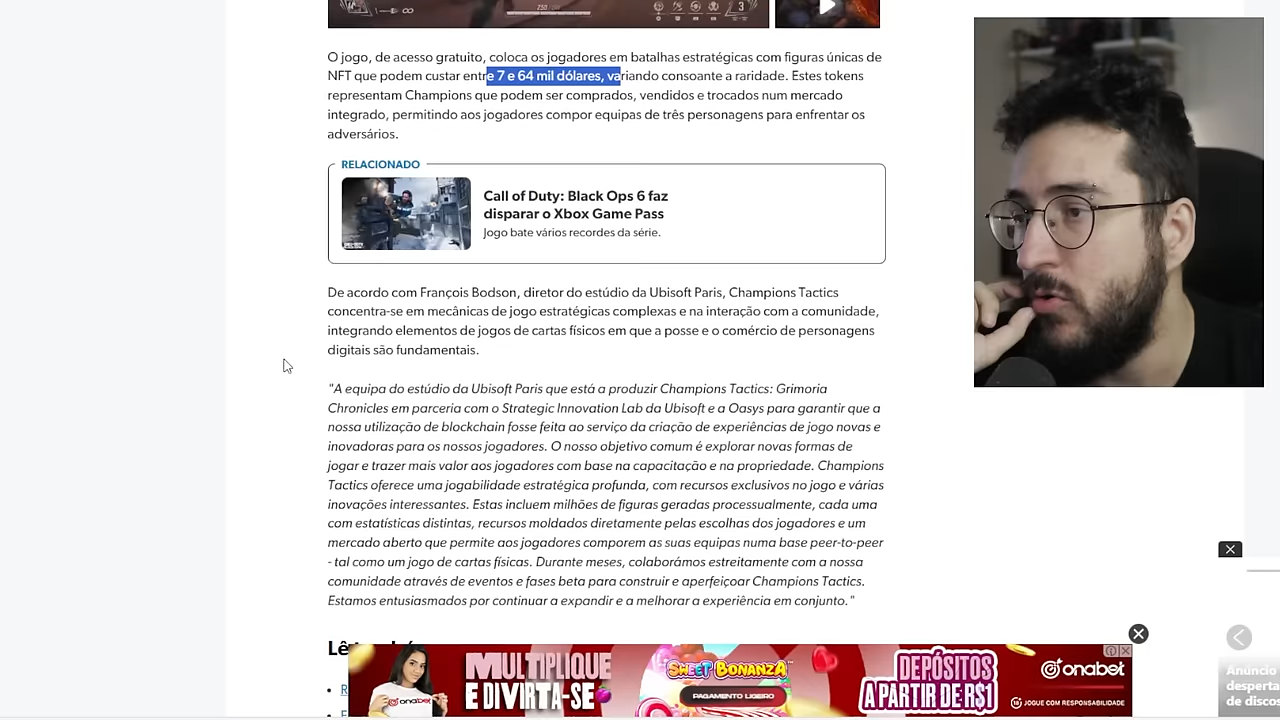 O jogo, de acesso gratuito, coloca os jogadores em batalhas estratégicas com figuras únicas de
NFT que podem custar entre 7 e 64 mil dólares, variando consoante a raridade. Estes tokens
representam Champions que podem ser comprados, vendidos e trocados num mercado
integrado, permitindo aos jogadores compor equipas de três personagens para enfrentar os
adversários.
RELACIONADO
Call of Duty: Black Ops 6 faz
disparar o Xbox Game Pass
Jogo bate vários recordes da série.
De acordo com François Bodson, diretor do estúdio da Ubisoft Paris, Champions Tactics
concentra-se em mecânicas de jogo estratégicas complexas e na interação com a comunidade,
integrando elementos de jogos de cartas físicos em que a posse e o comércio de personagens
digitais são fundamentais.
"A equipa do estúdio da Ubisoft Paris que está a produzir Champions Tactics: Grimoria
Chronicles em parceria com o Strategic Innovation Lab da Ubisoft e a Oasys para garantir que a
nossa utilização de blockchain fosse feita ao serviço da criação de experiências de jogo novas e
inovadoras para os nossos jogadores. O nosso objetivo comum é explorar novas formas de
jogar e trazer mais valor aos jogadores com base na capacitação e na propriedade. Champions
Tactics oferece uma jogabilidade estratégica profunda, com recursos exclusivos no jogo e várias
inovações interessantes. Estas incluem milhões de figuras geradas processualmente, cada uma
com estatísticas distintas, recursos moldados diretamente pelas escolhas dos jogadores e um
mercado aberto que permite aos jogadores comporem as suas equipas numa base peer-to-peer
- tal como um jogo de cartas físicas. Durante meses, colaborámos estreitamente com a nossa
comunidade através de eventos e fases beta para construir e aperfeiçoar Champions Tactics.
Estamos entusiasmados por continuar a expandir e a melhorar a experiência em conjunto."
MULTIPLIQUE
E DIVIRTA-SE
onabet
SWEET BONANZA
PAGAMENTO LIGEIRO
DEPÓSITOS
A PARTIR DE R$1
onabet
18 JOGUE COM RESPONSABILIDADE
Anúncio
desperta
de discos